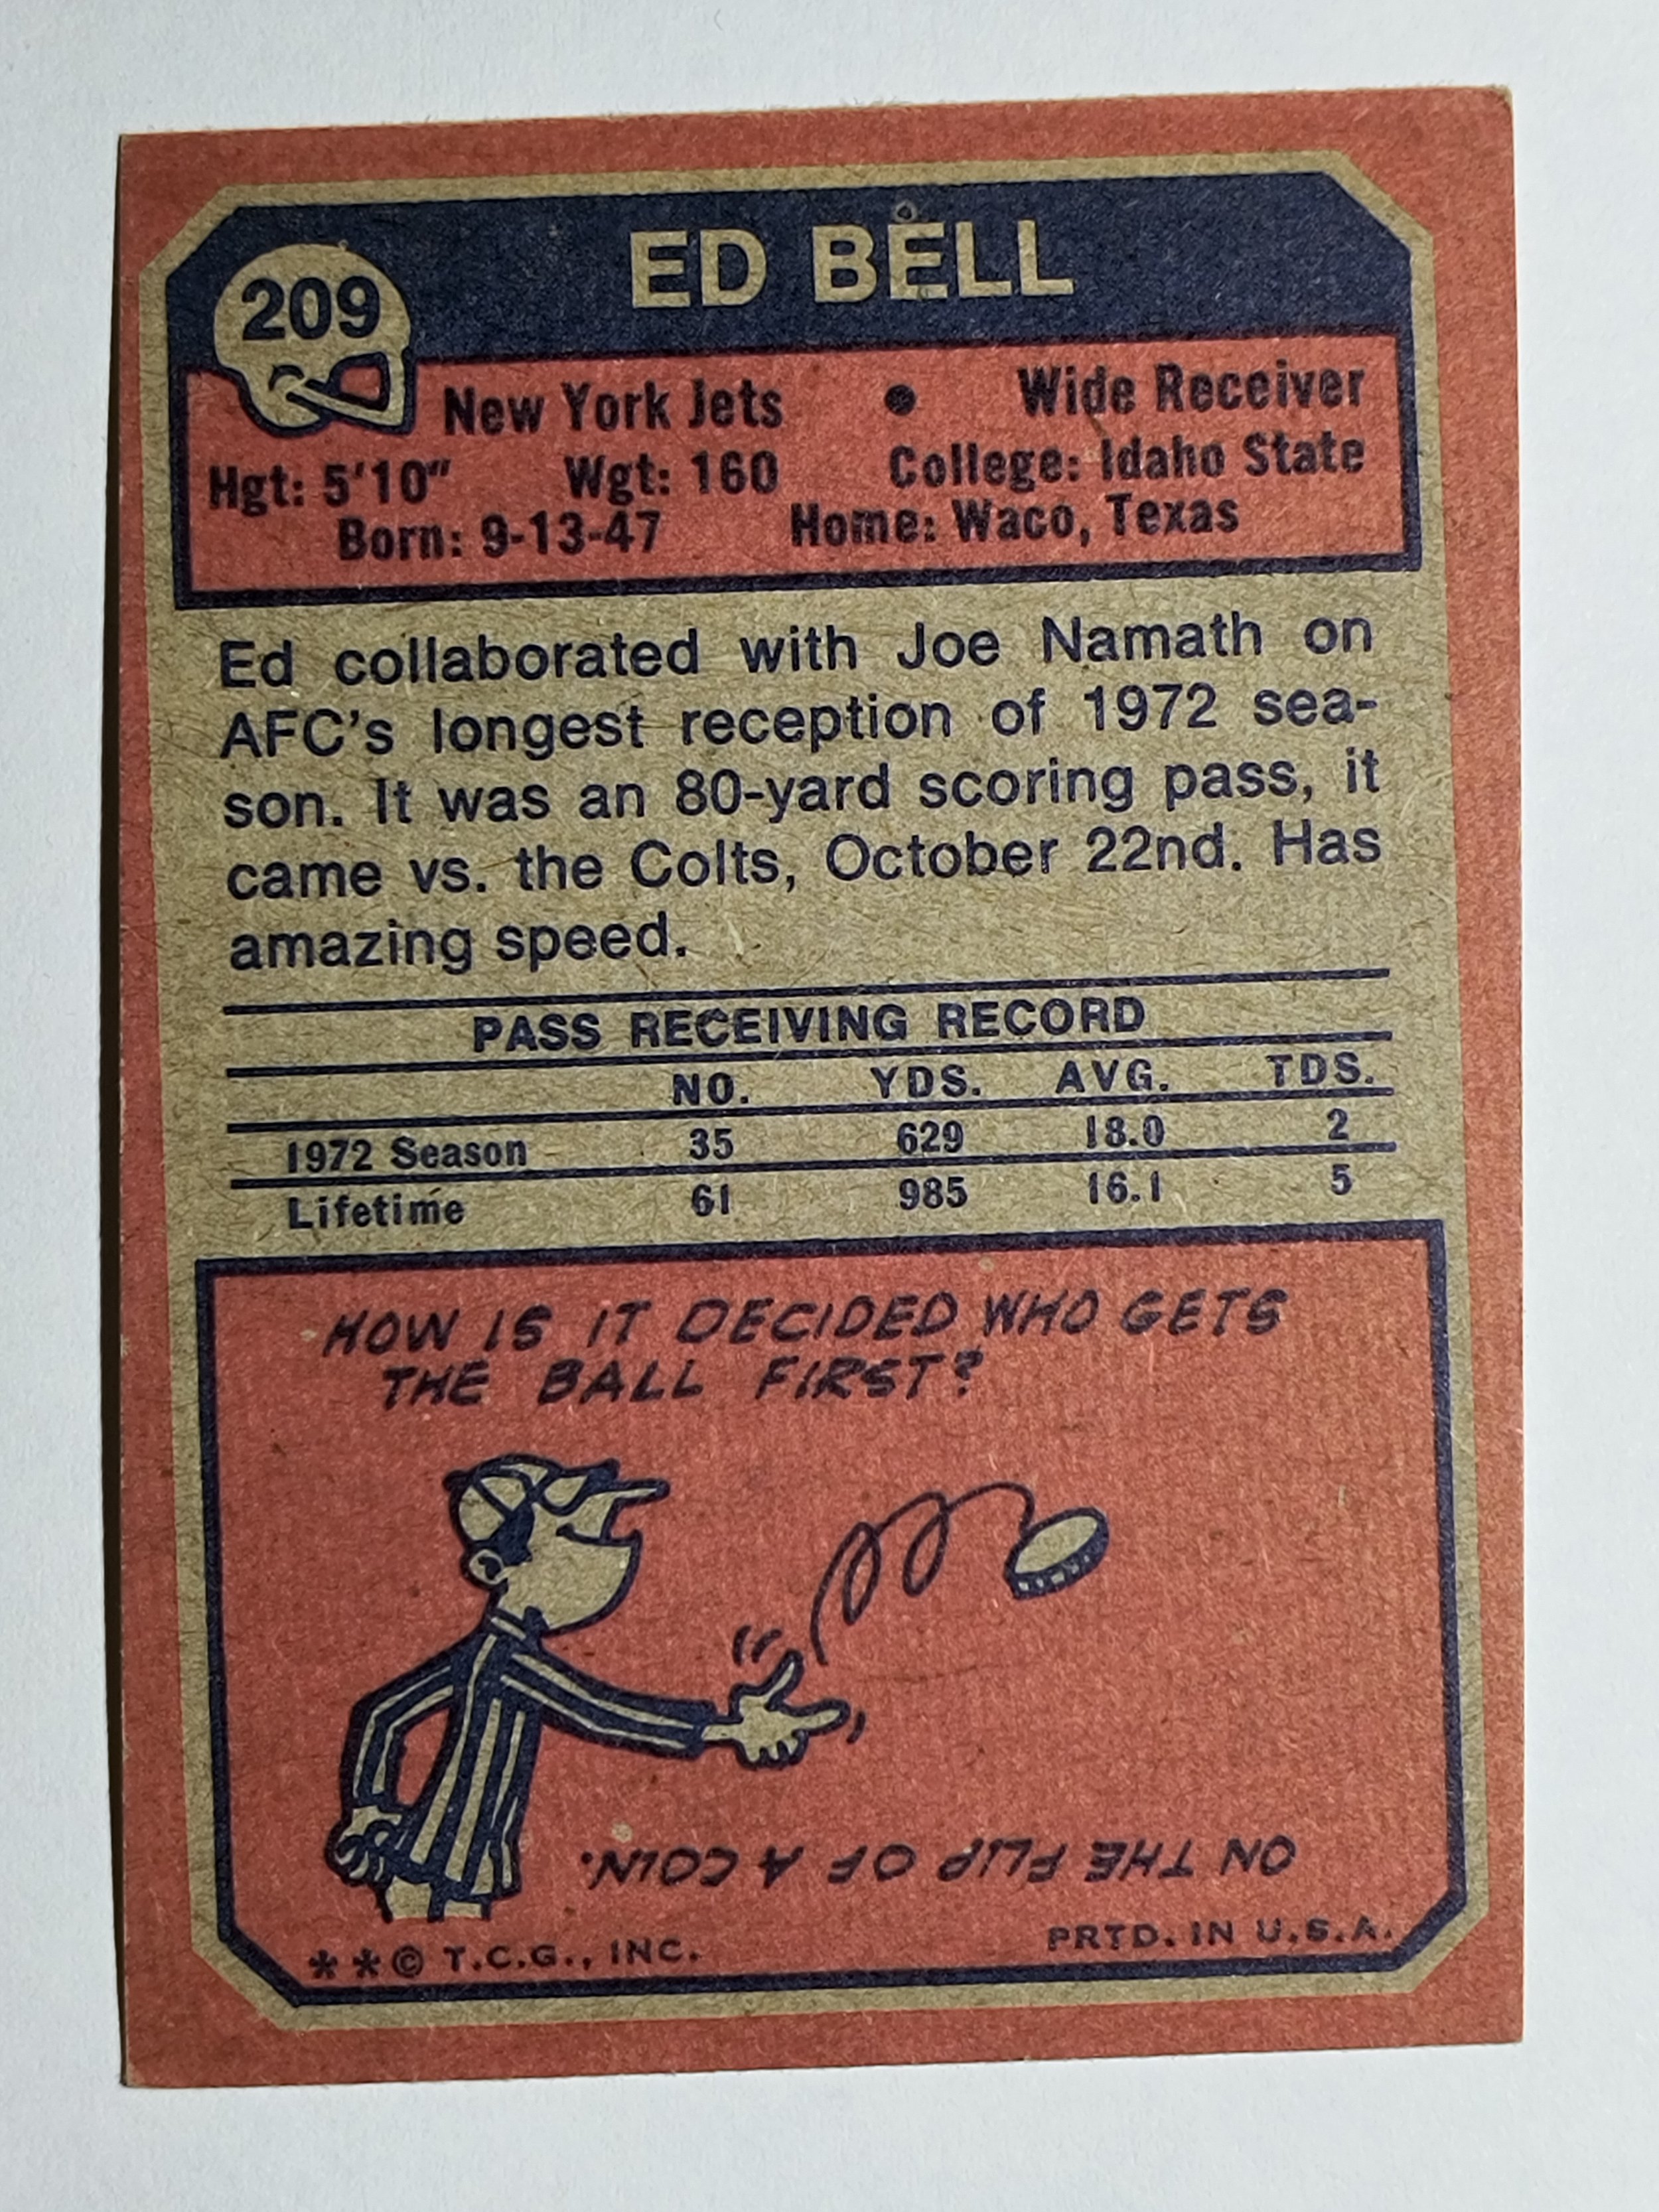 209
ED BELL
New York Jets • Wide Receiver
Hgt: 5'10" Wgt: 160 College: Idaho State
Born: 9-13-47 Home: Waco, Texas
Ed collaborated with Joe Namath on
AFC's longest reception of 1972 sea-
son. It was an 80-yard scoring pass, it
came vs. the Colts, October 22nd. Has
amazing speed.
PASS RECEIVING RECORD
NO. YDS. AVG. TDS.
1972 Season 35 629 18.0 2
Lifetime 61 985 16.1 5
HOW IS IT DECIDED WHO GETS
THE BALL FIRST?
ON THE FLIP OF A COIN.
**© T.C.G., INC. PRTD. IN U.S.A.